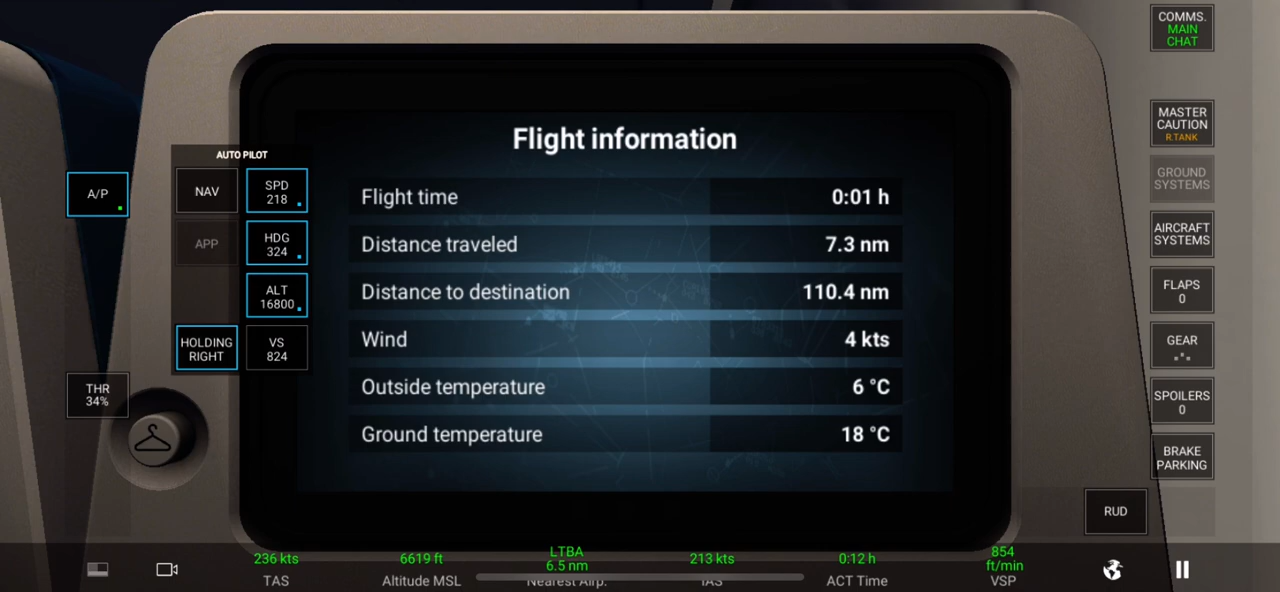 COMMS.
MAIN
CHAT
MASTER
CAUTION
R.TANK
GROUND
SYSTEMS
AIRCRAFT
SYSTEMS
FLAPS
0
GEAR
SPOILERS
0
BRAKE
PARKING
RUD
AUTO PILOT
A/P
NAV
SPD
218
APP
HDG
324
ALT
16800
HOLDING
RIGHT
VS
824
THR
34%
Flight information
Flight time 0:01 h
Distance traveled 7.3 nm
Distance to destination 110.4 nm
Wind 4 kts
Outside temperature 6 °C
Ground temperature 18 °C
236 kts
TAS
6619 ft
Altitude MSL
LTBA
6.5 nm
Nearest Airp.
213 kts
IAS
0:12 h
ACT Time
854
ft/min
VSP